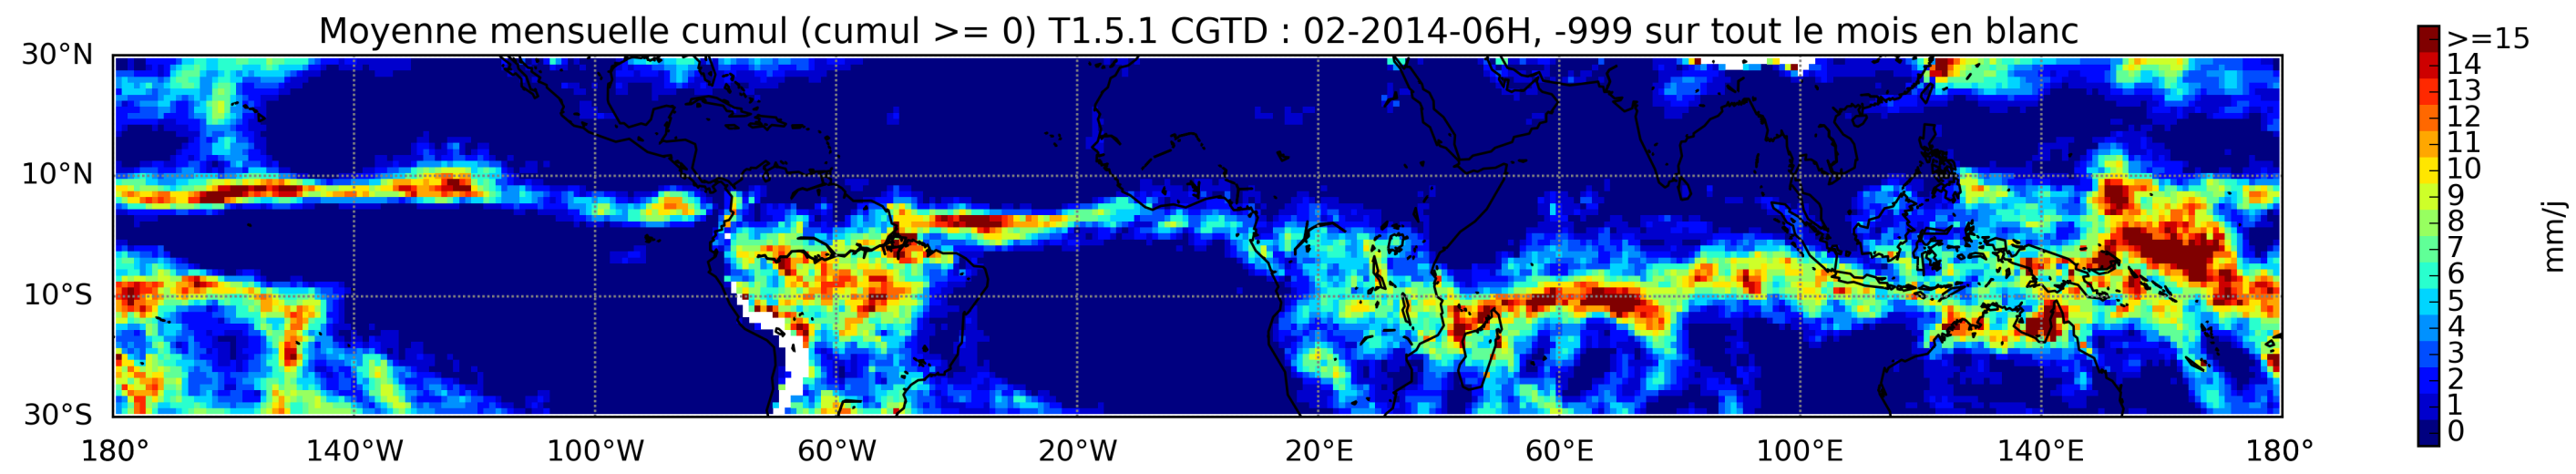 Moyenne mensuelle cumul (cumul >= 0) T1.5.1 CGTD : 02-2014-06H, -999 sur tout le mois en blanc
30°N
10°N
10°S
30°S
180°
140°W
100°W
60°W
20°W
20°E
60°E
100°E
140°E
180°
>=15
14
13
12
11
10
9
8
7
6
5
4
3
2
1
0
mm/j